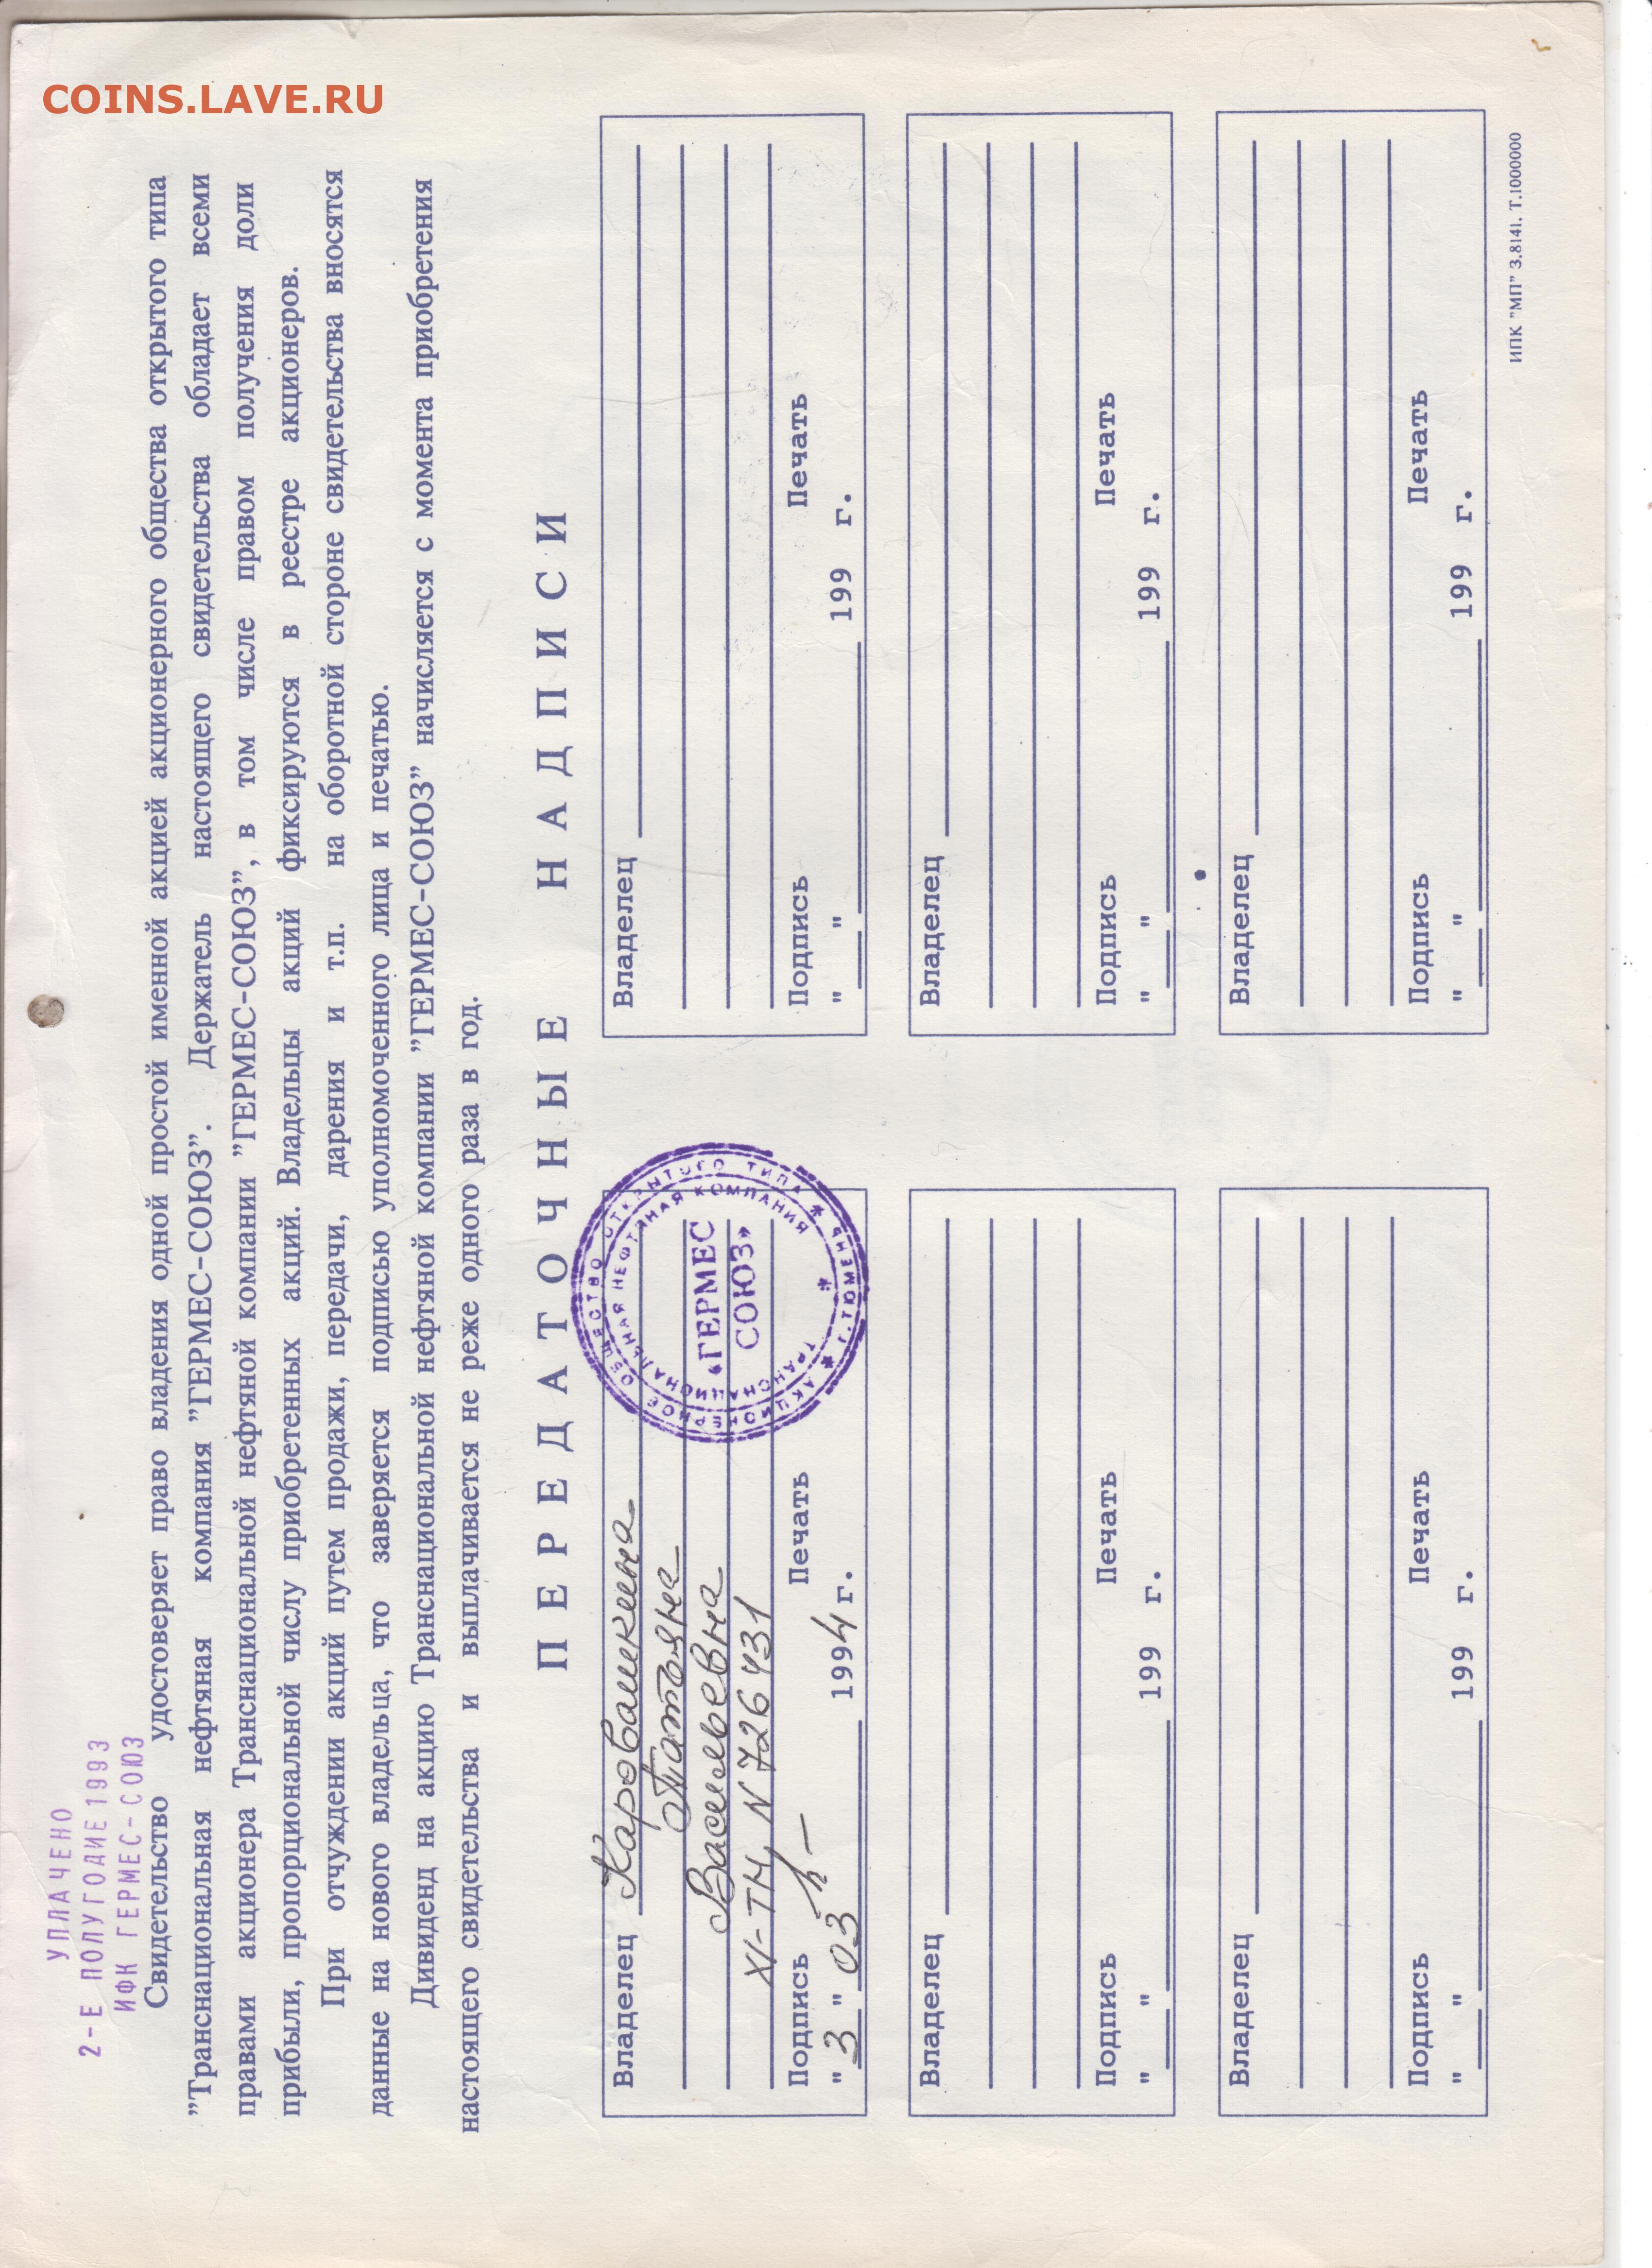 COINS.LAVE.RU
УПЛАЧЕНО
2-Е ПОЛУГОДИЕ 1993
ИФК ГЕРМЕС-СОЮЗ
Свидетельство удостоверяет право владения одной простой именной акцией акционерного общества открытого типа
"Транснациональная нефтяная компания "ГЕРМЕС-СОЮЗ". Держатель настоящего свидетельства обладает всеми
правами акционера Транснациональной нефтяной компании "ГЕРМЕС-СОЮЗ", в том числе правом получения доли
прибыли, пропорциональной числу приобретенных акций. Владельцы акций фиксируются в реестре акционеров.
При отчуждении акций путем продажи, передачи, дарения и т.п. на оборотной стороне свидетельства вносятся
данные на нового владельца, что заверяется подписью уполномоченного лица и печатью.
Дивиденд на акцию Транснациональной нефтяной компании "ГЕРМЕС-СОЮЗ" начисляется с момента приобретения
настоящего свидетельства и выплачивается не реже одного раза в год.
ПЕРЕДАТОЧНЫЕ НАДПИСИ
Владелец Каровашкина
Татьяна
Васильевна
XI-ТН, N 726431
Подпись Печать
"3" 03 1994 г.
АКЦИОНЕРНОЕ ОБЩЕСТВО ОТКРЫТОГО ТИПА * г.ТЮМЕНЬ *
ТРАНСНАЦИОНАЛЬНАЯ НЕФТЯНАЯ КОМПАНИЯ *
«ГЕРМЕС
СОЮЗ»
Владелец
Подпись Печать
" " 199 г.
Владелец
Подпись Печать
" " 199 г.
Владелец
Подпись Печать
" " 199 г.
Владелец
Подпись Печать
" " 199 г.
Владелец
Подпись Печать
" " 199 г.
ИПК "МП" З.8141. Т.1000000